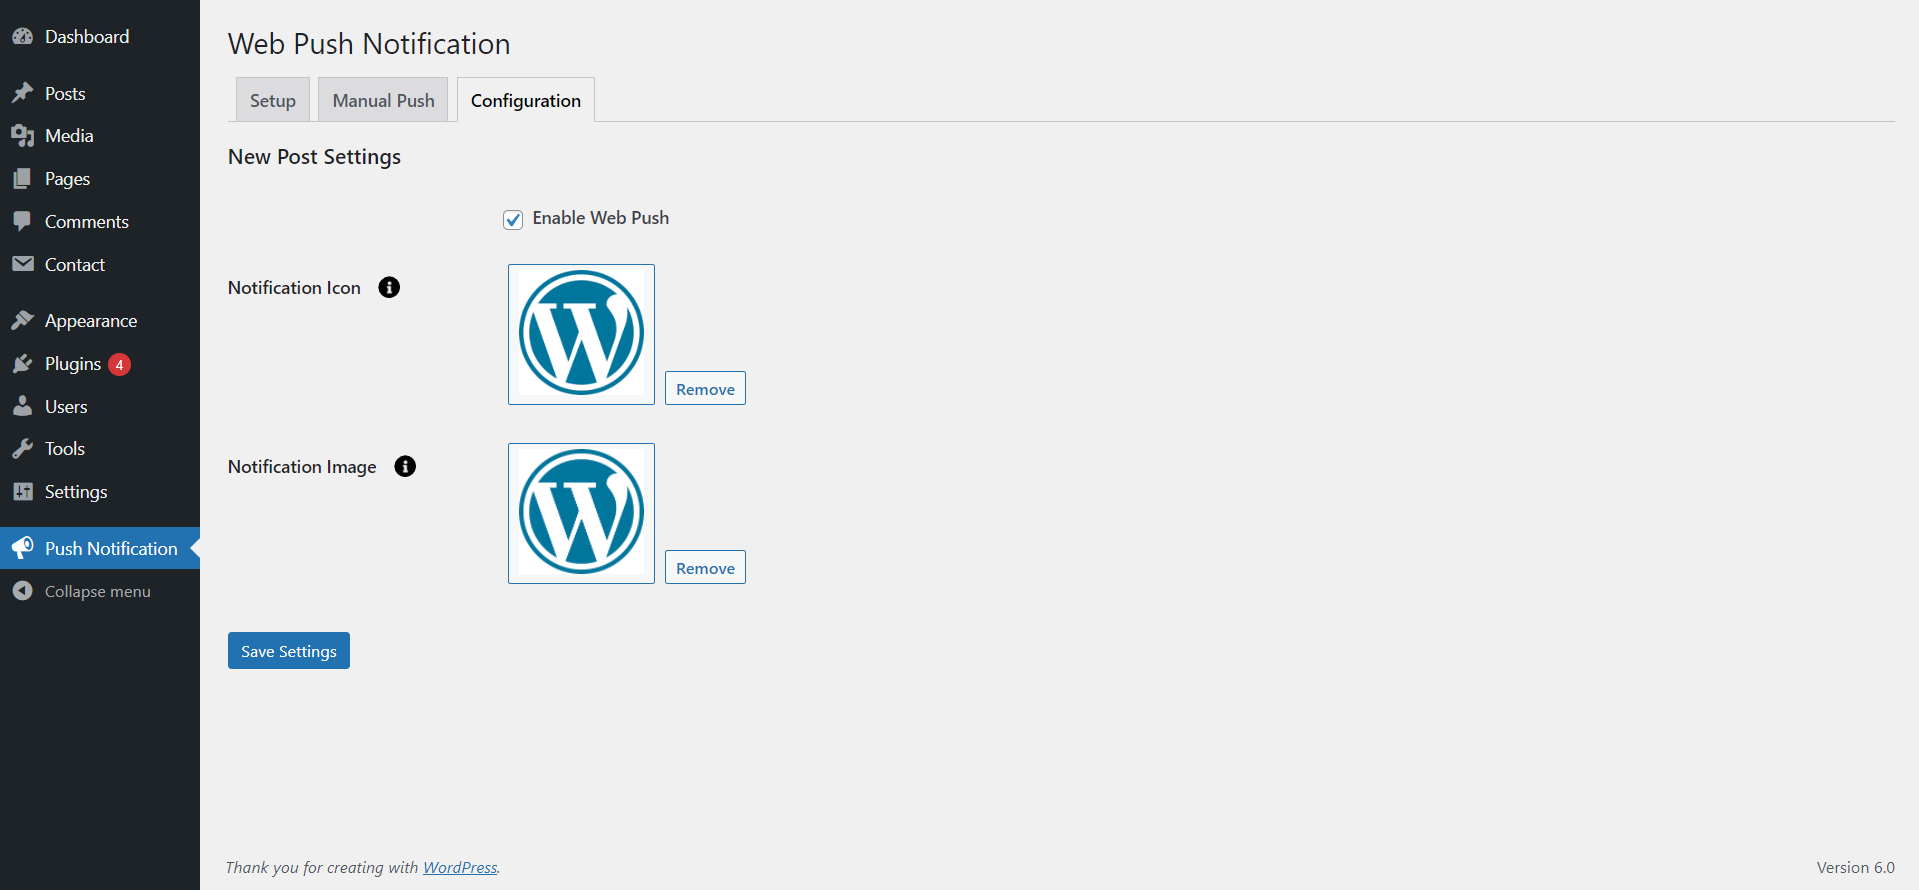 Dashboard
Posts
Media
Pages
Comments
Contact
Appearance
Plugins 4
Users
Tools
Settings
Push Notification
Collapse menu
Web Push Notification
Setup Manual Push Configuration
New Post Settings
Enable Web Push
Notification Icon
Remove
Notification Image
Remove
Save Settings
Thank you for creating with WordPress.
Version 6.0